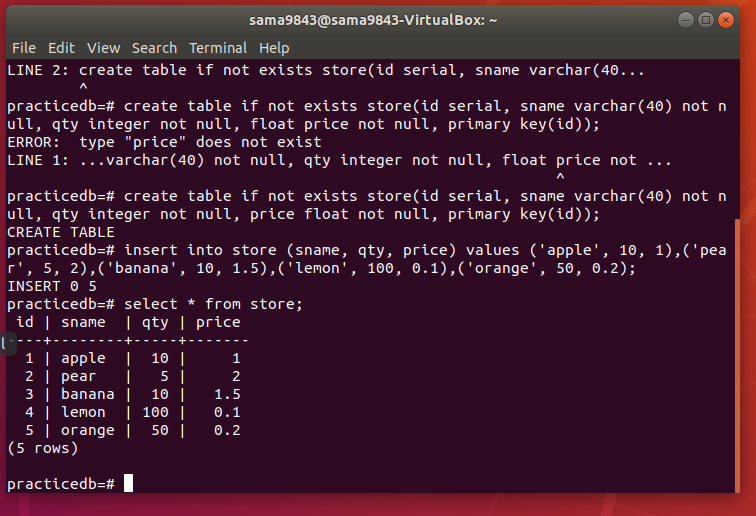 sama9843@sama9843-VirtualBox: ~
File Edit View Search Terminal Help
LINE 2: create table if not exists store(id serial, sname varchar(40...
^
practicedb=# create table if not exists store(id serial, sname varchar(40) not n
ull, qty integer not null, float price not null, primary key(id));
ERROR:  type "price" does not exist
LINE 1: ...varchar(40) not null, qty integer not null, float price not ...
^
practicedb=# create table if not exists store(id serial, sname varchar(40) not n
ull, qty integer not null, price float not null, primary key(id));
CREATE TABLE
practicedb=# insert into store (sname, qty, price) values ('apple', 10, 1),('pea
r', 5, 2),('banana', 10, 1.5),('lemon', 100, 0.1),('orange', 50, 0.2);
INSERT 0 5
practicedb=# select * from store;
 id | sname  | qty | price
----+--------+-----+-------
  1 | apple  |  10 |     1
  2 | pear   |   5 |     2
  3 | banana |  10 |   1.5
  4 | lemon  | 100 |   0.1
  5 | orange |  50 |   0.2
(5 rows)
practicedb=#